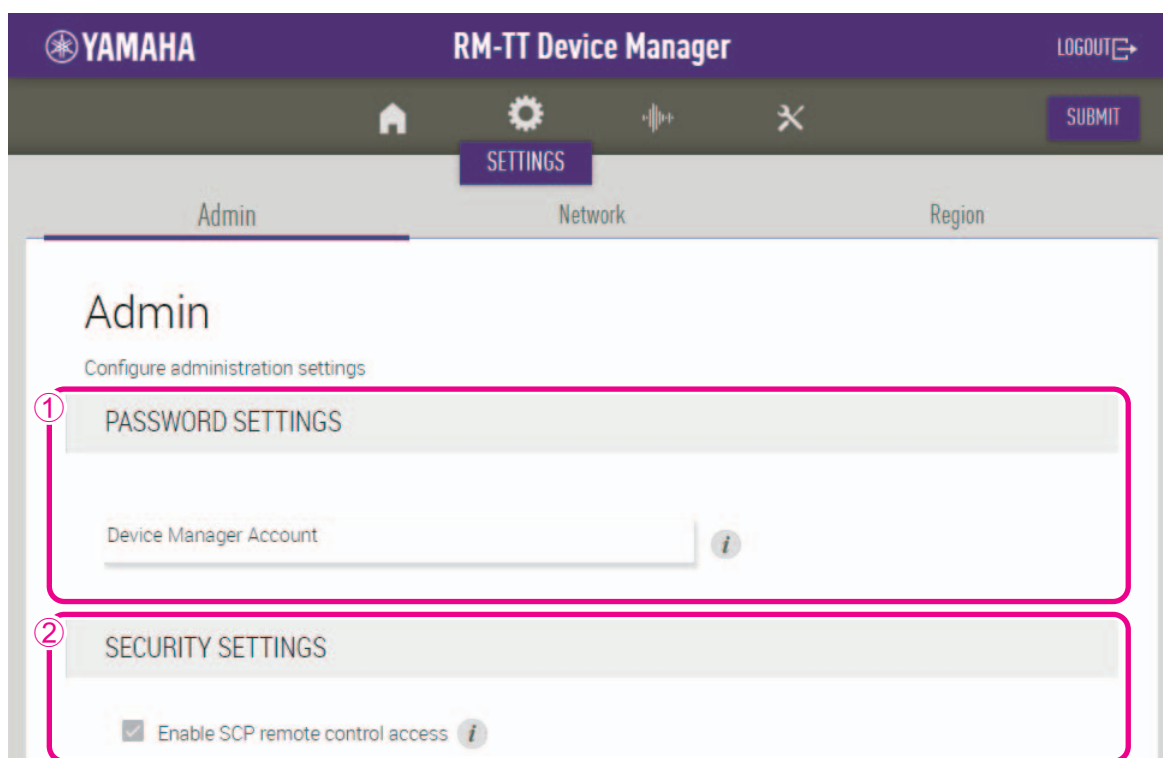 YAMAHA
RM-TT Device Manager
LOGOUT
SUBMIT
SETTINGS
Admin
Network
Region
Admin
Configure administration settings
①
PASSWORD SETTINGS
Device Manager Account
i
②
SECURITY SETTINGS
Enable SCP remote control access i